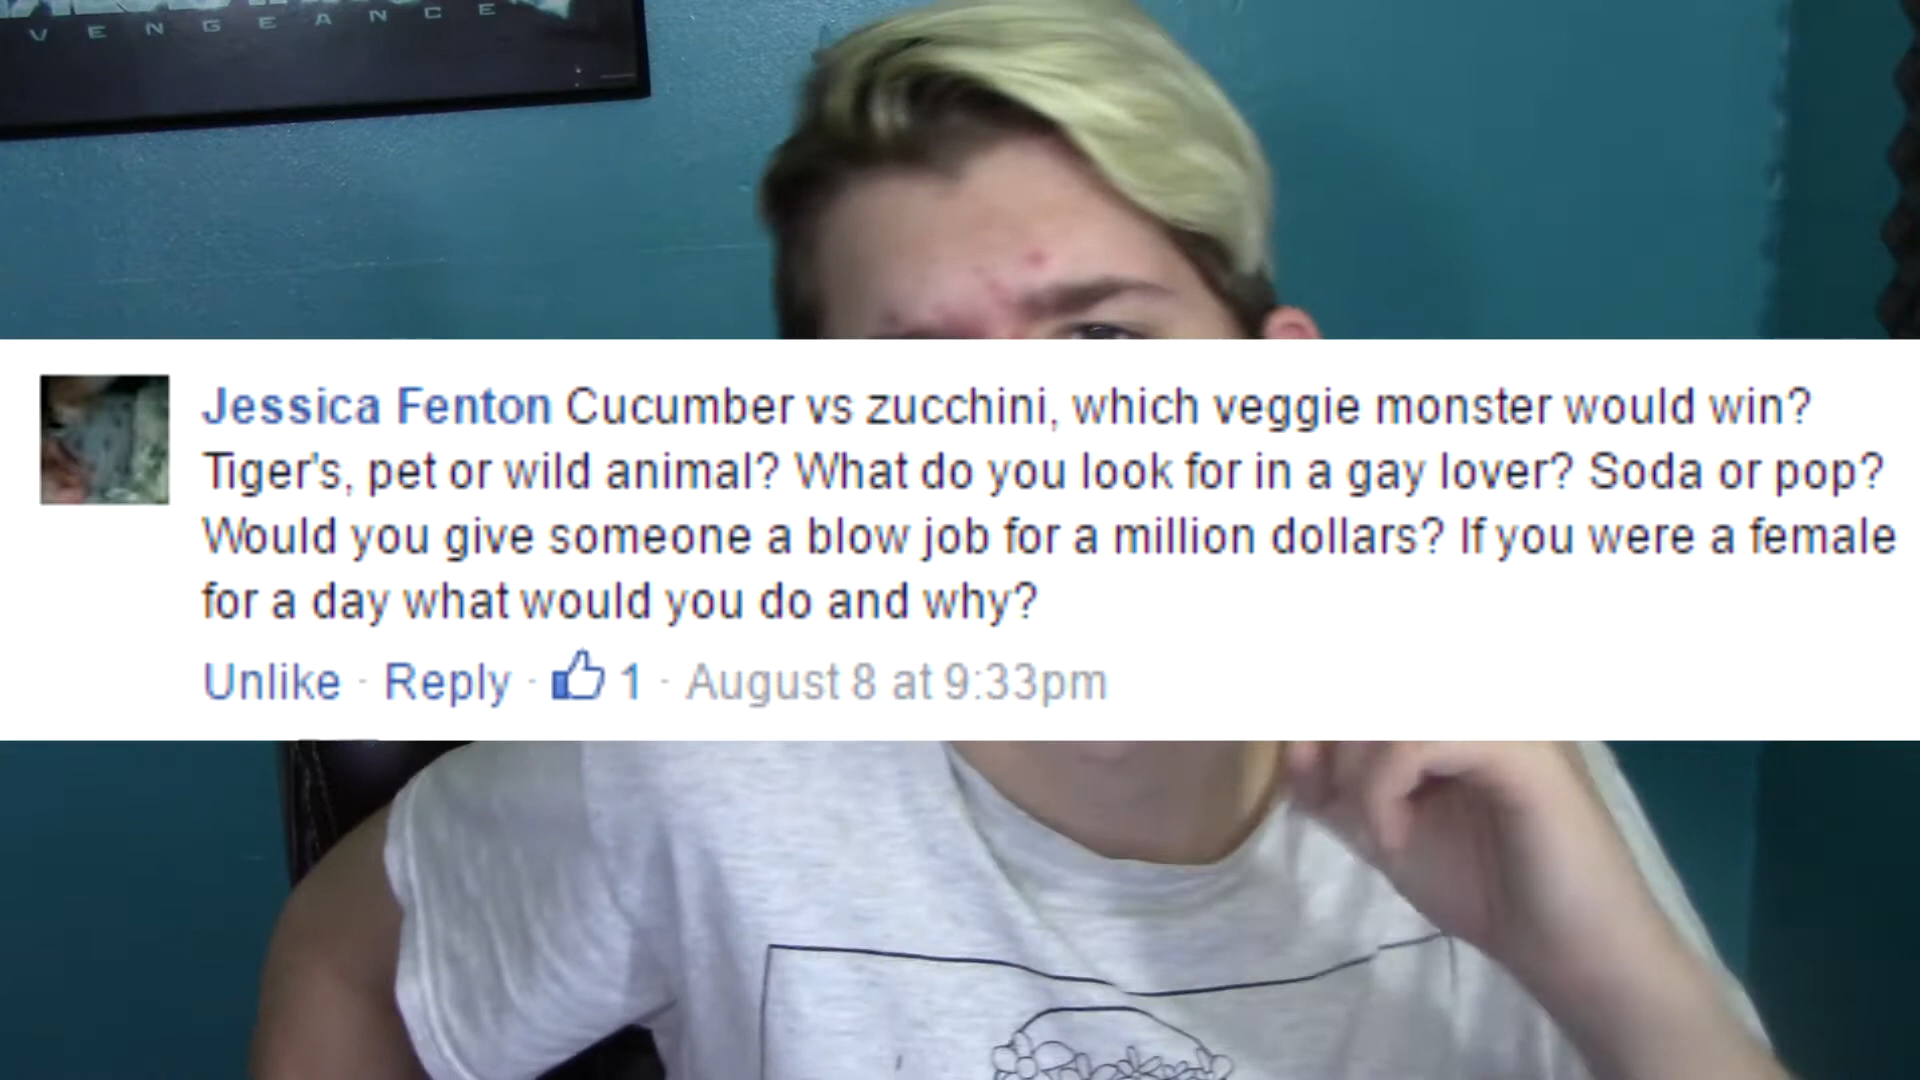 VENGEANCE
Jessica Fenton Cucumber vs zucchini, which veggie monster would win?
Tiger's, pet or wild animal? What do you look for in a gay lover? Soda or pop?
Would you give someone a blow job for a million dollars? If you were a female
for a day what would you do and why?
Unlike · Reply · 1 · August 8 at 9:33pm